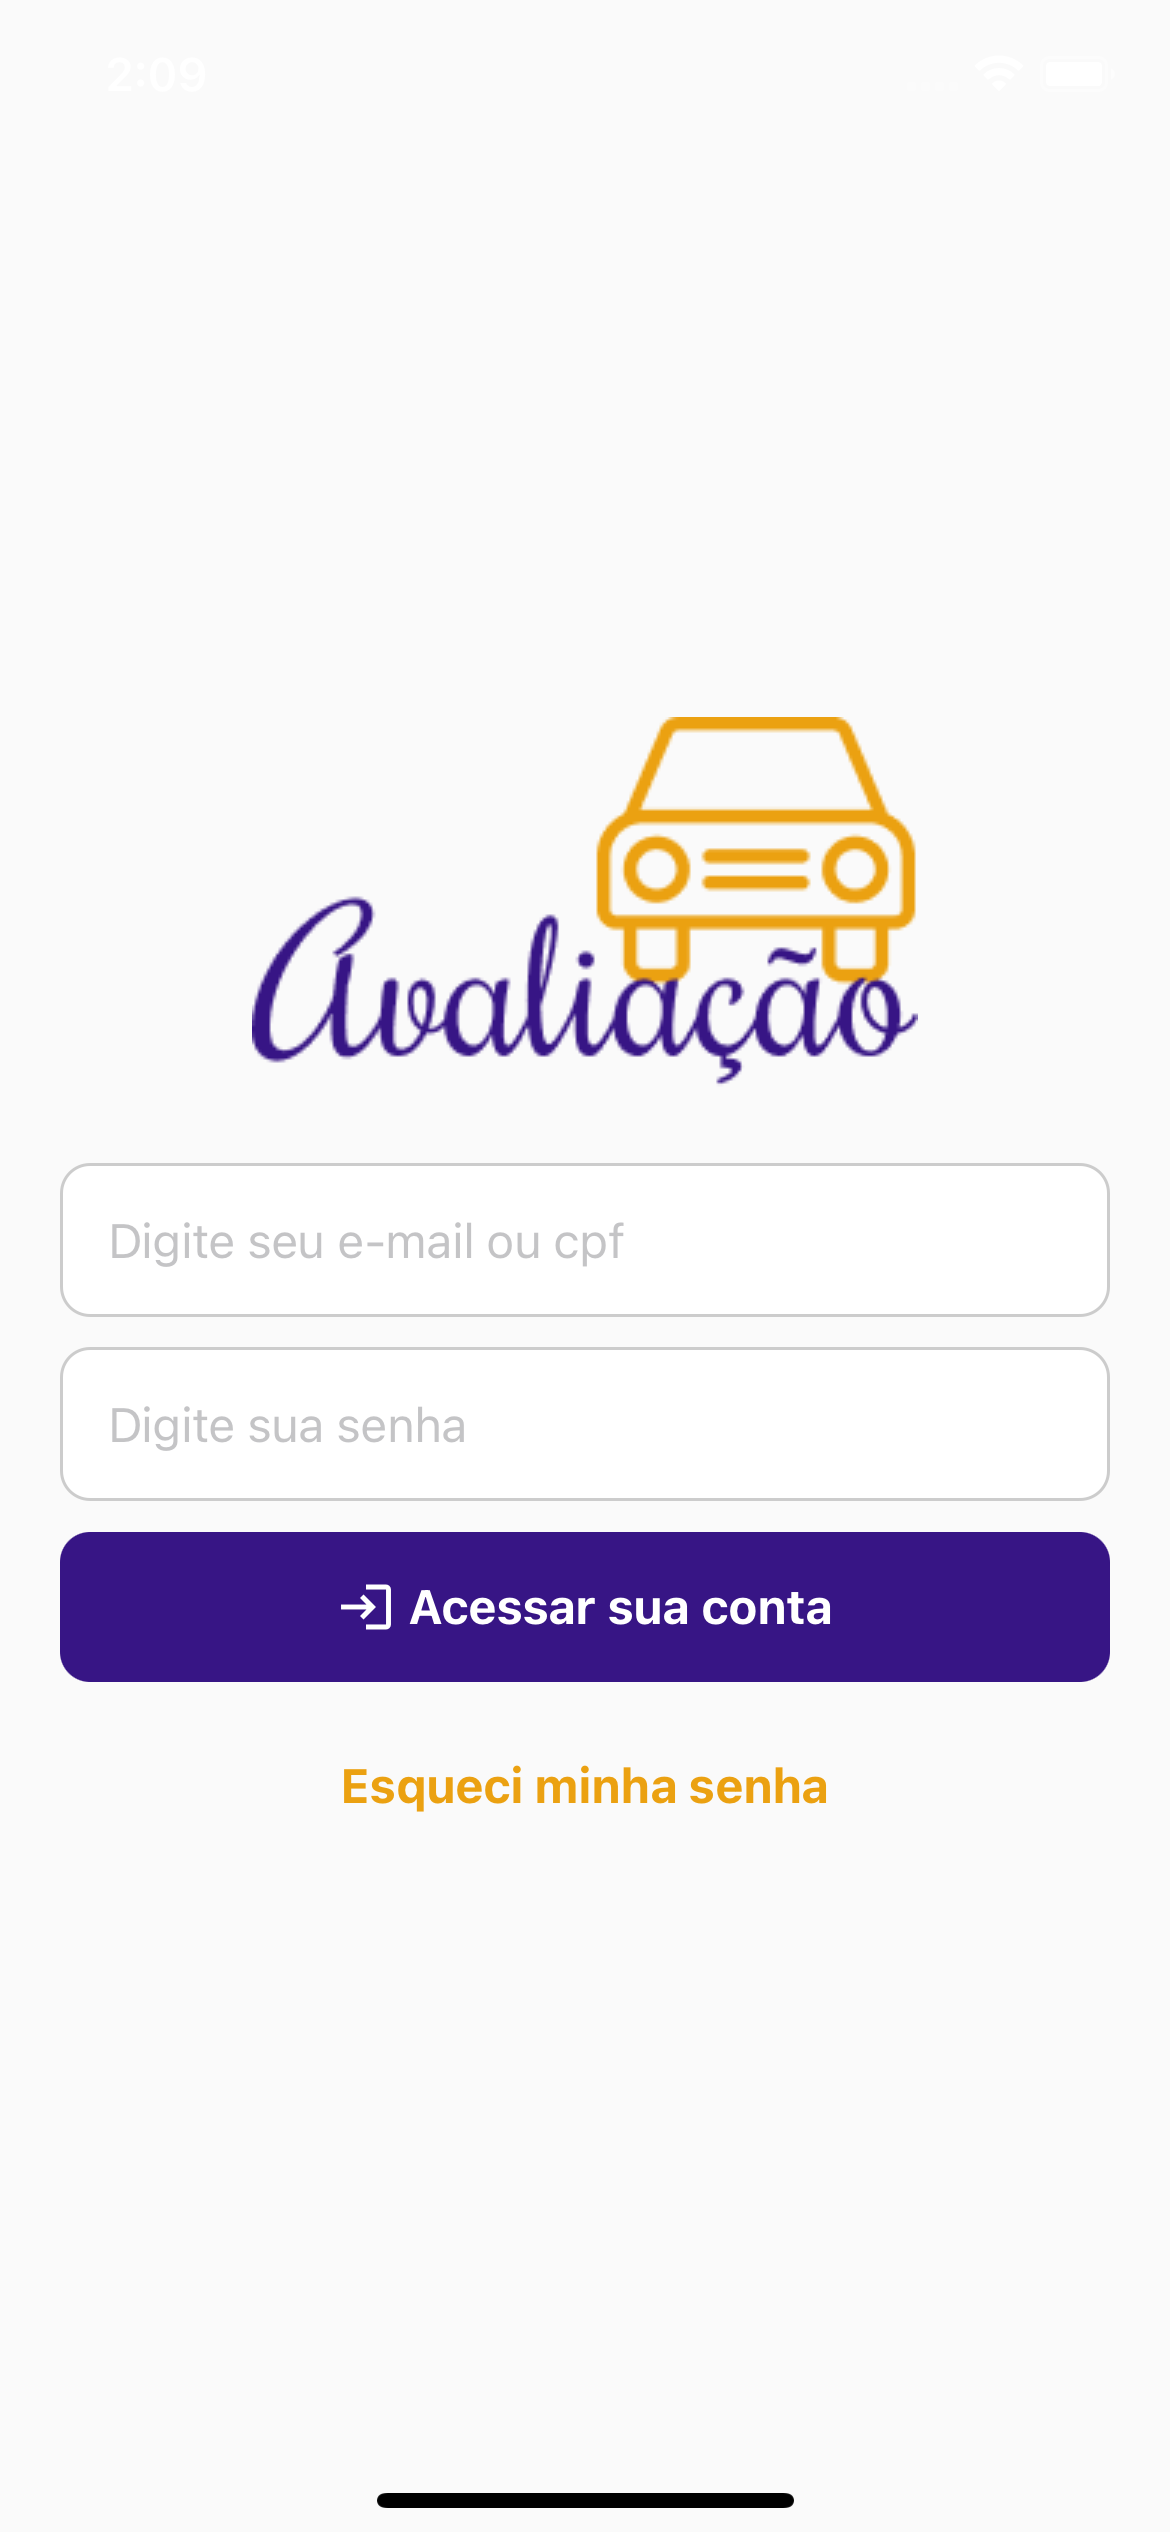 2:09
Avaliação
Digite seu e-mail ou cpf
Digite sua senha
Acessar sua conta
Esqueci minha senha